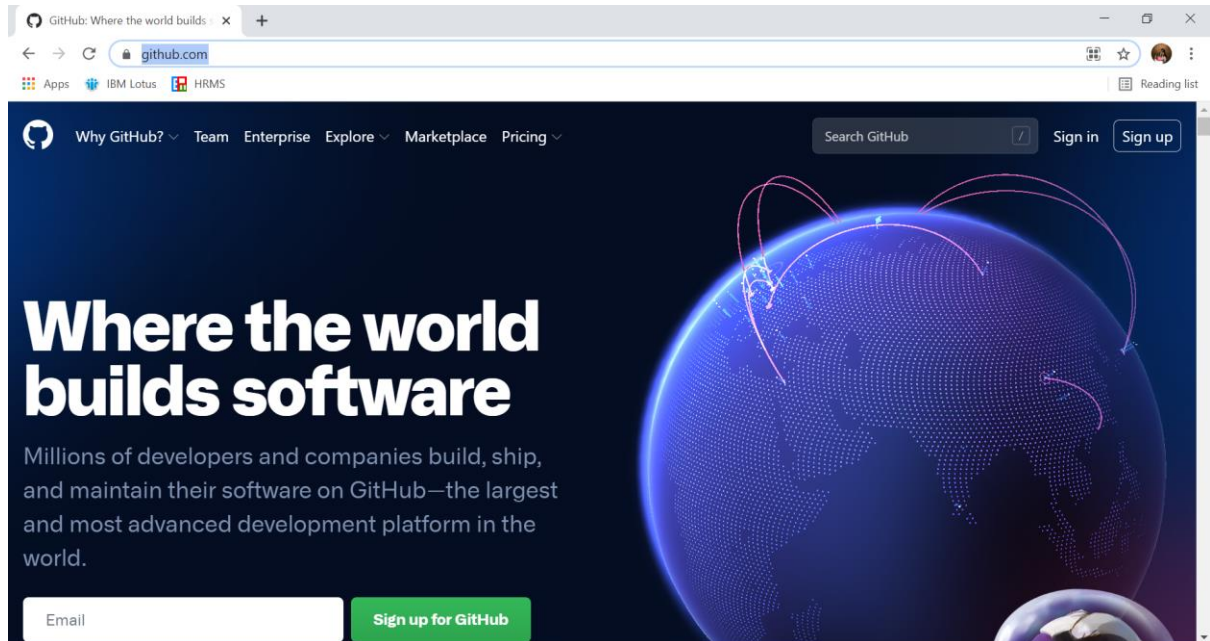 GitHub: Where the world builds s
github.com
Apps IBM Lotus HRMS Reading list
Why GitHub? Team Enterprise Explore Marketplace Pricing Search GitHub / Sign in Sign up
Where the world
builds software
Millions of developers and companies build, ship,
and maintain their software on GitHub—the largest
and most advanced development platform in the
world.
Email Sign up for GitHub